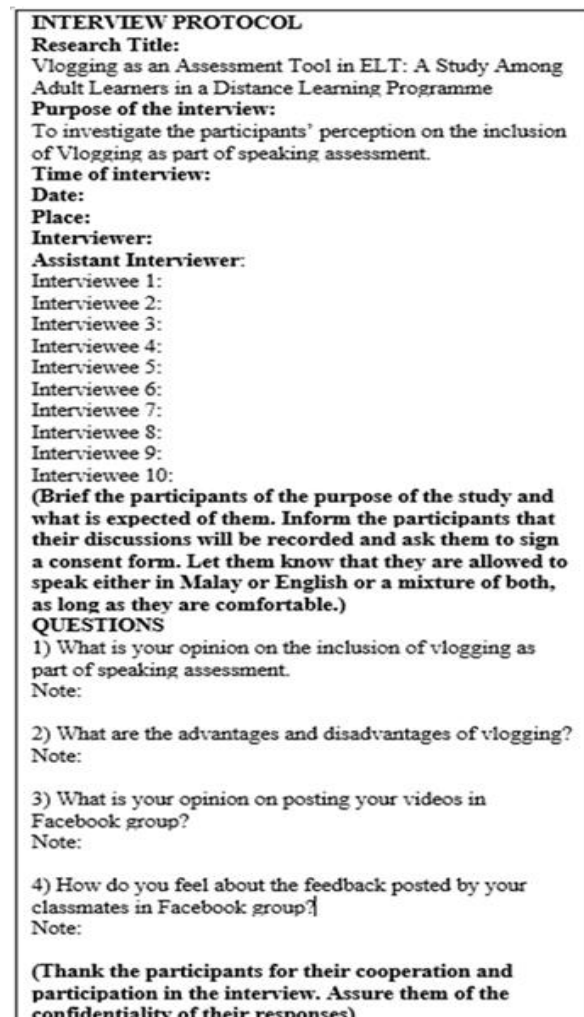 INTERVIEW PROTOCOL
Research Title:
Vlogging as an Assessment Tool in ELT: A Study Among
Adult Learners in a Distance Learning Programme
Purpose of the interview:
To investigate the participants' perception on the inclusion
of Vlogging as part of speaking assessment.
Time of interview:
Date:
Place:
Interviewer:
Assistant Interviewer:
Interviewee 1:
Interviewee 2:
Interviewee 3:
Interviewee 4:
Interviewee 5:
Interviewee 6:
Interviewee 7:
Interviewee 8:
Interviewee 9:
Interviewee 10:
(Brief the participants of the purpose of the study and
what is expected of them. Inform the participants that
their discussions will be recorded and ask them to sign
a consent form. Let them know that they are allowed to
speak either in Malay or English or a mixture of both,
as long as they are comfortable.)
QUESTIONS
1) What is your opinion on the inclusion of vlogging as
part of speaking assessment.
Note:
2) What are the advantages and disadvantages of vlogging?
Note:
3) What is your opinion on posting your videos in
Facebook group?
Note:
4) How do you feel about the feedback posted by your
classmates in Facebook group?
Note:
(Thank the participants for their cooperation and
participation in the interview. Assure them of the
confidentiality of their responses)